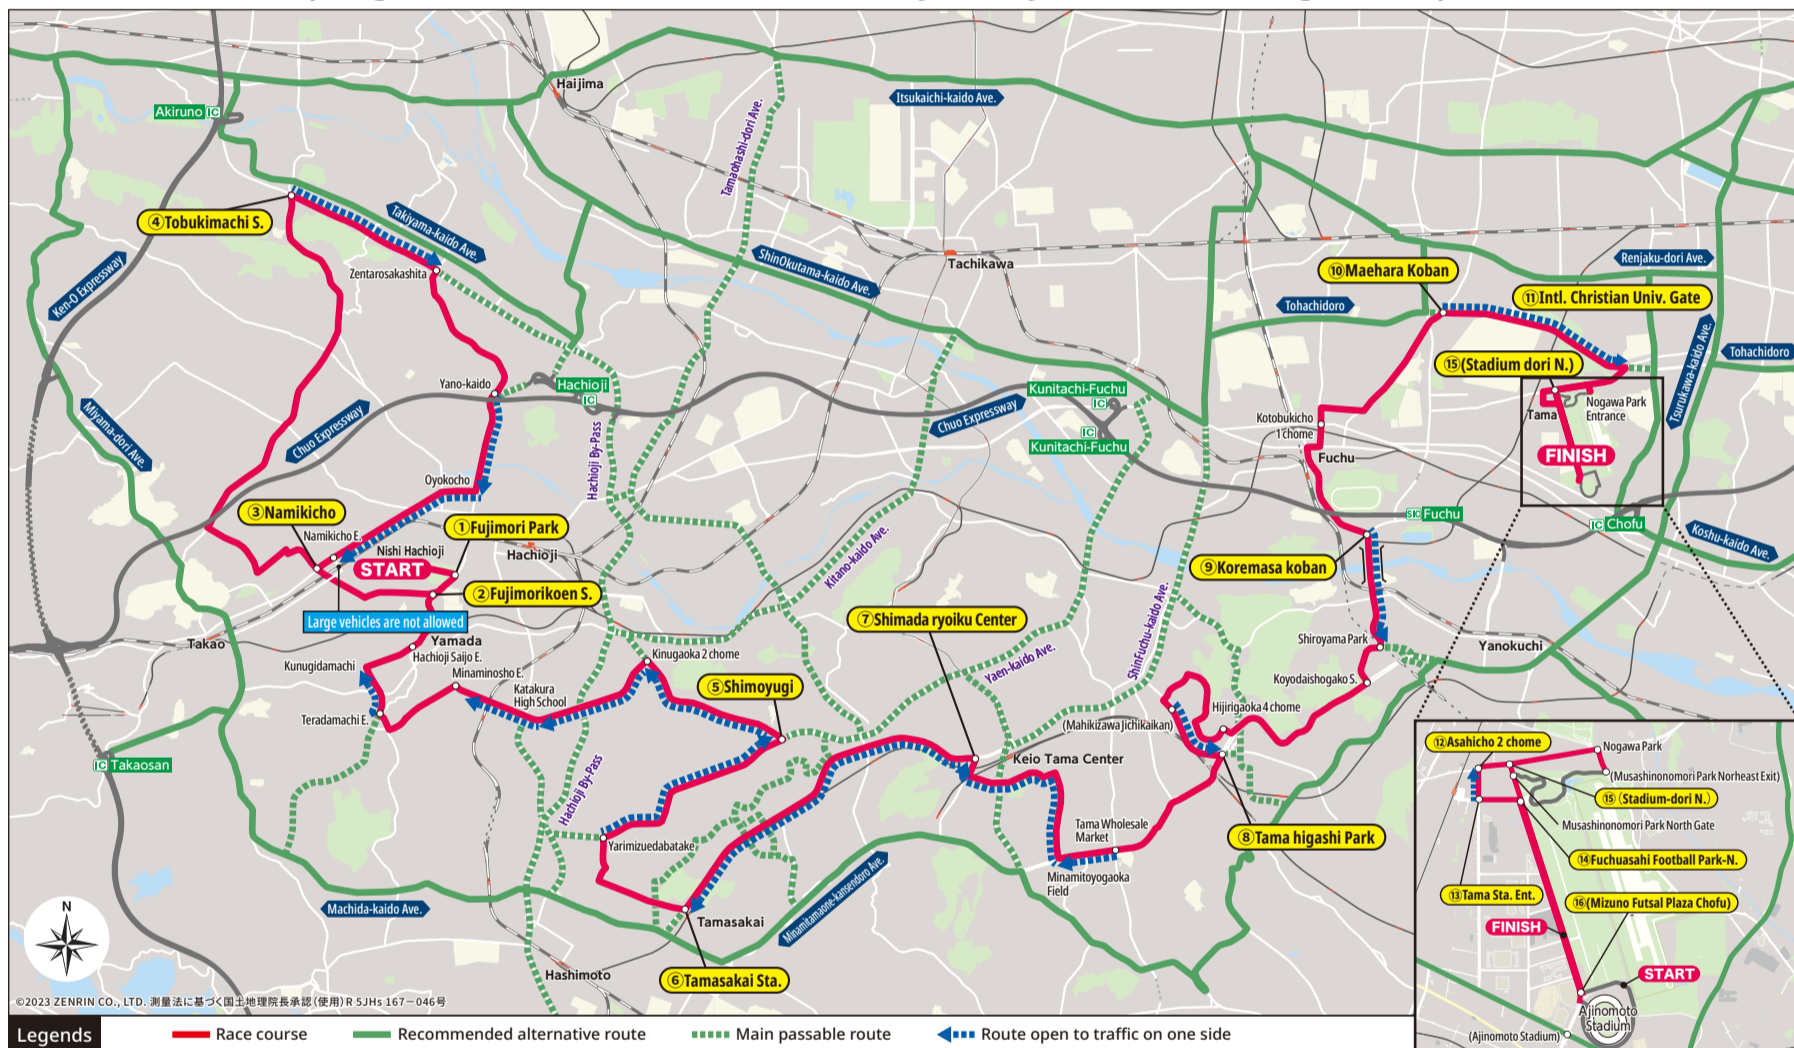 Haijima
Akiruno IC
Itsukaichi-kaido Ave.
Tamaohashi-dori Ave.
④Tobukimachi S.
Takiyama-kaido Ave.
Zentarosakashita
Ken-O Expressway
ShinOkutama-kaido Ave.
Tachikawa
Renjaku-dori Ave.
⑩Maehara Koban
Tohachidoro
⑪Intl. Christian Univ. Gate
Tsurukawa-kaido Ave.
Tohachidoro
⑮(Stadium dori N.)
Yano-kaido
Hachioji
IC
Kunitachi-Fuchu
IC
IC
Kunitachi-Fuchu
Miyama-dori Ave.
Chuo Expressway
Chuo Expressway
Hachioji By-Pass
Kotobukicho
1 chome
Tama
Nogawa Park
Entrance
FINISH
Fuchu
Oyokocho
③Namikicho
Namikicho E.
①Fujimori Park
Nishi Hachioji
START
Hachioji
②Fujimorikoen S.
Large vehicles are not allowed
Kitano-kaido Ave.
SIC Fuchu
IC Chofu
Koshu-kaido Ave.
⑨Koremasa koban
ShinFuchu-kaido Ave.
⑦Shimada ryoiku Center
Takao
Yamada
Hachioji Saijo E.
Kunugidamachi
Minaminosho E.
Kinugaoka 2 chome
Katakura
High School
⑤Shimoyugi
Yaen-kaido Ave.
Shiroyama Park
Yanokuchi
Koyodaishogako S.
Teradamachi E.
(Mahikizawa Jichikaikan)
Hijirigaoka 4 chome
Keio Tama Center
IC Takaosan
Hachioji By-Pass
Yarimizuedabatake
Tama Wholesale
Market
⑧Tama higashi Park
Minamitoyogaoka
Field
Machida-kaido Ave.
Minamitamaone-kansendoro Ave.
Tamasakai
Hashimoto
⑥Tamasakai Sta.
N
⑫Asahicho 2 chome
Nogawa Park
(Musashinonomori Park Northeast Exit)
⑮(Stadium-dori N.)
Musashinonomori Park North Gate
⑭Fuchuasahi Football Park-N.
⑬Tama Sta. Ent.
⑯(Mizuno Futsal Plaza Chofu)
FINISH
START
Ajinomoto
Stadium
(Ajinomoto Stadium)
©2023 ZENRIN CO., LTD. 測量法に基づく国土地理院長承認(使用)R 5JHs 167−046号
Legends
Race course
Recommended alternative route
Main passable route
Route open to traffic on one side